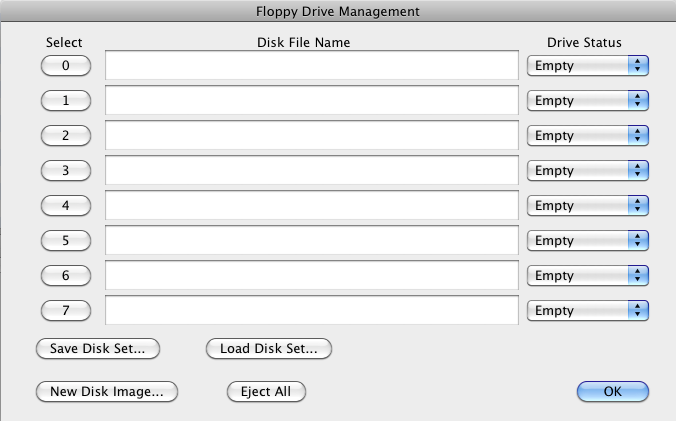 Floppy Drive Management
Select Disk File Name Drive Status
0 Empty
1 Empty
2 Empty
3 Empty
4 Empty
5 Empty
6 Empty
7 Empty
Save Disk Set... Load Disk Set...
New Disk Image... Eject All OK